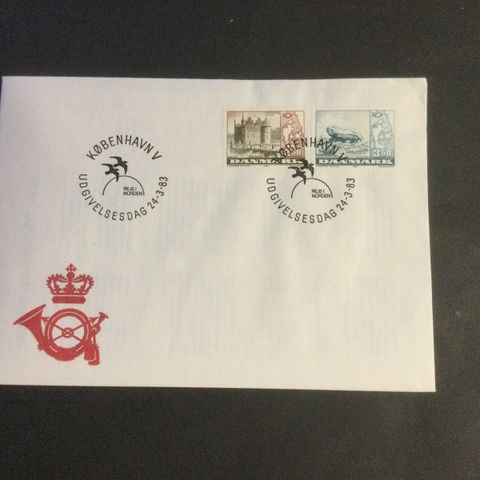 KØBENHAVN V
REJS I
NORDEN
UDGIVELSESDAG 24-3-83
DANMARK
3.50
DANMARK
KØBENHAVN V
REJS I
NORDEN
UDGIVELSESDAG 24-3-83